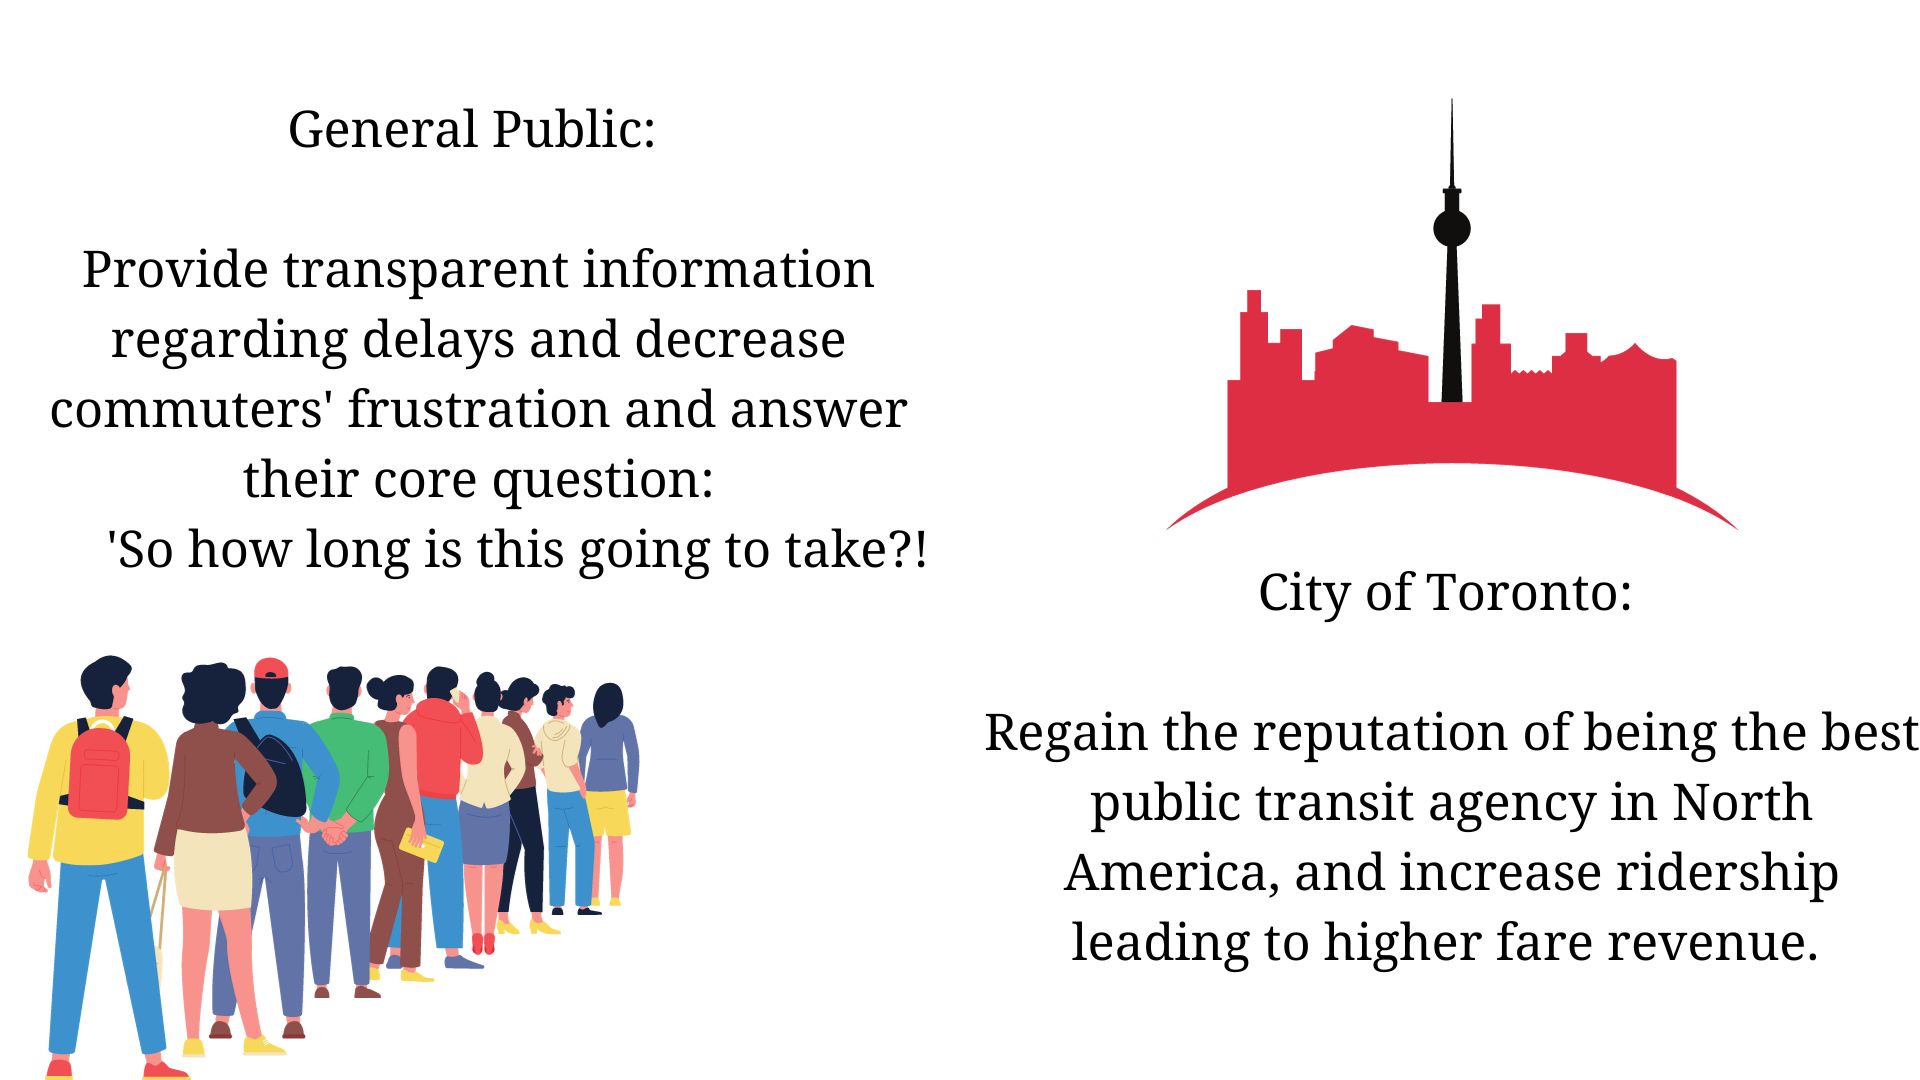 General Public:
Provide transparent information
regarding delays and decrease
commuters' frustration and answer
their core question:
'So how long is this going to take?!
City of Toronto:
Regain the reputation of being the best
public transit agency in North
America, and increase ridership
leading to higher fare revenue.